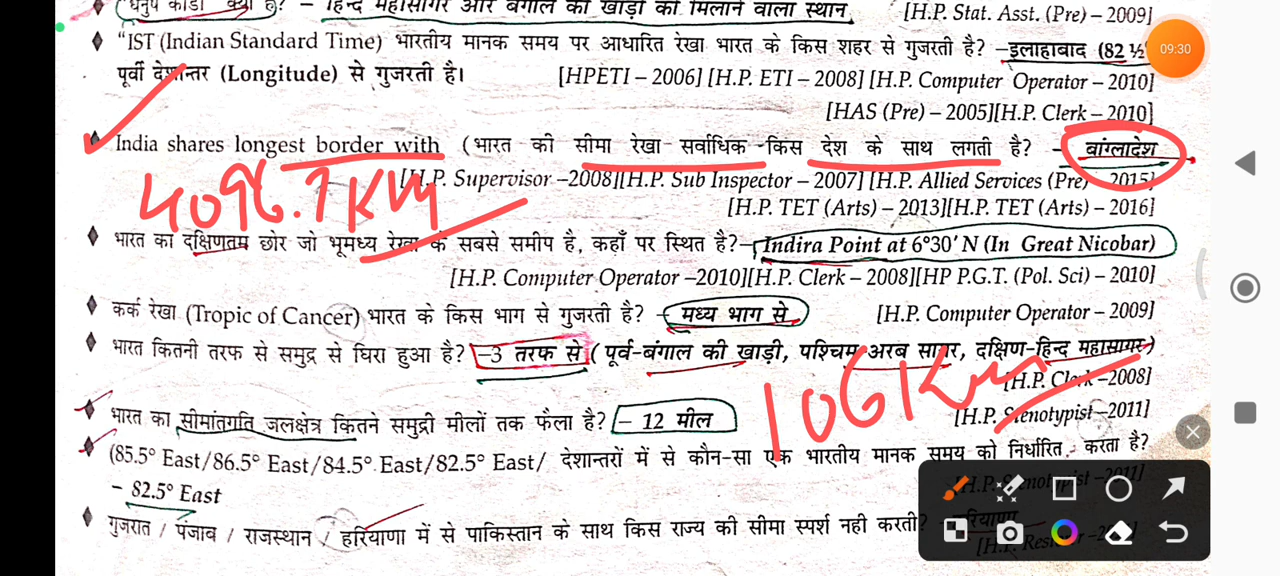 धनुष कोडी क्या है? – हिन्द महासागर और बंगाल की खाड़ी को मिलाने वाला स्थान
[H.P. Stat. Asst. (Pre) – 2009]
"IST (Indian Standard Time) भारतीय मानक समय पर आधारित रेखा भारत के किस शहर से गुजरती है? –इलाहाबाद (82 ½
09:30
पूर्वी देशान्तर (Longitude) से गुजरती है। [HPETI – 2006] [H.P. ETI – 2008] [H.P. Computer Operator – 2010]
[HAS (Pre) – 2005][H.P. Clerk – 2010]
India shares longest border with (भारत की सीमा रेखा सर्वाधिक किस देश के साथ लगती है? – बांग्लादेश
4096.7 KM
[H.P. Supervisor –2008][H.P. Sub Inspector – 2007] [H.P. Allied Services (Pre) – 2015]
[H.P. TET (Arts) – 2013][H.P. TET (Arts) – 2016]
भारत का दक्षिणतम छोर जो भूमध्य रेखा के सबसे समीप है, कहाँ पर स्थित है?– Indira Point at 6°30' N (In Great Nicobar)
[H.P. Computer Operator –2010][H.P. Clerk – 2008][HP P.G.T. (Pol. Sci) – 2010]
कर्क रेखा (Tropic of Cancer) भारत के किस भाग से गुजरती है? – मध्य भाग से [H.P. Computer Operator – 2009]
भारत कितनी तरफ से समुद्र से घिरा हुआ है? –3 तरफ से (पूर्व-बंगाल की खाड़ी, पश्चिम अरब सागर, दक्षिण-हिन्द महासागर)
106 Km
[H.P. Clerk –2008]
भारत का सीमांतगति जलक्षेत्र कितने समुद्री मीलों तक फैला है? – 12 मील [H.P. Stenotypist –2011]
(85.5° East/86.5° East/84.5° East/82.5° East/ देशान्तरों में से कौन-सा एक भारतीय मानक समय को निर्धारित करता है?
– 82.5° East
गुजरात / पंजाब / राजस्थान / हरियाणा में से पाकिस्तान के साथ किस राज्य की सीमा स्पर्श नही करती?